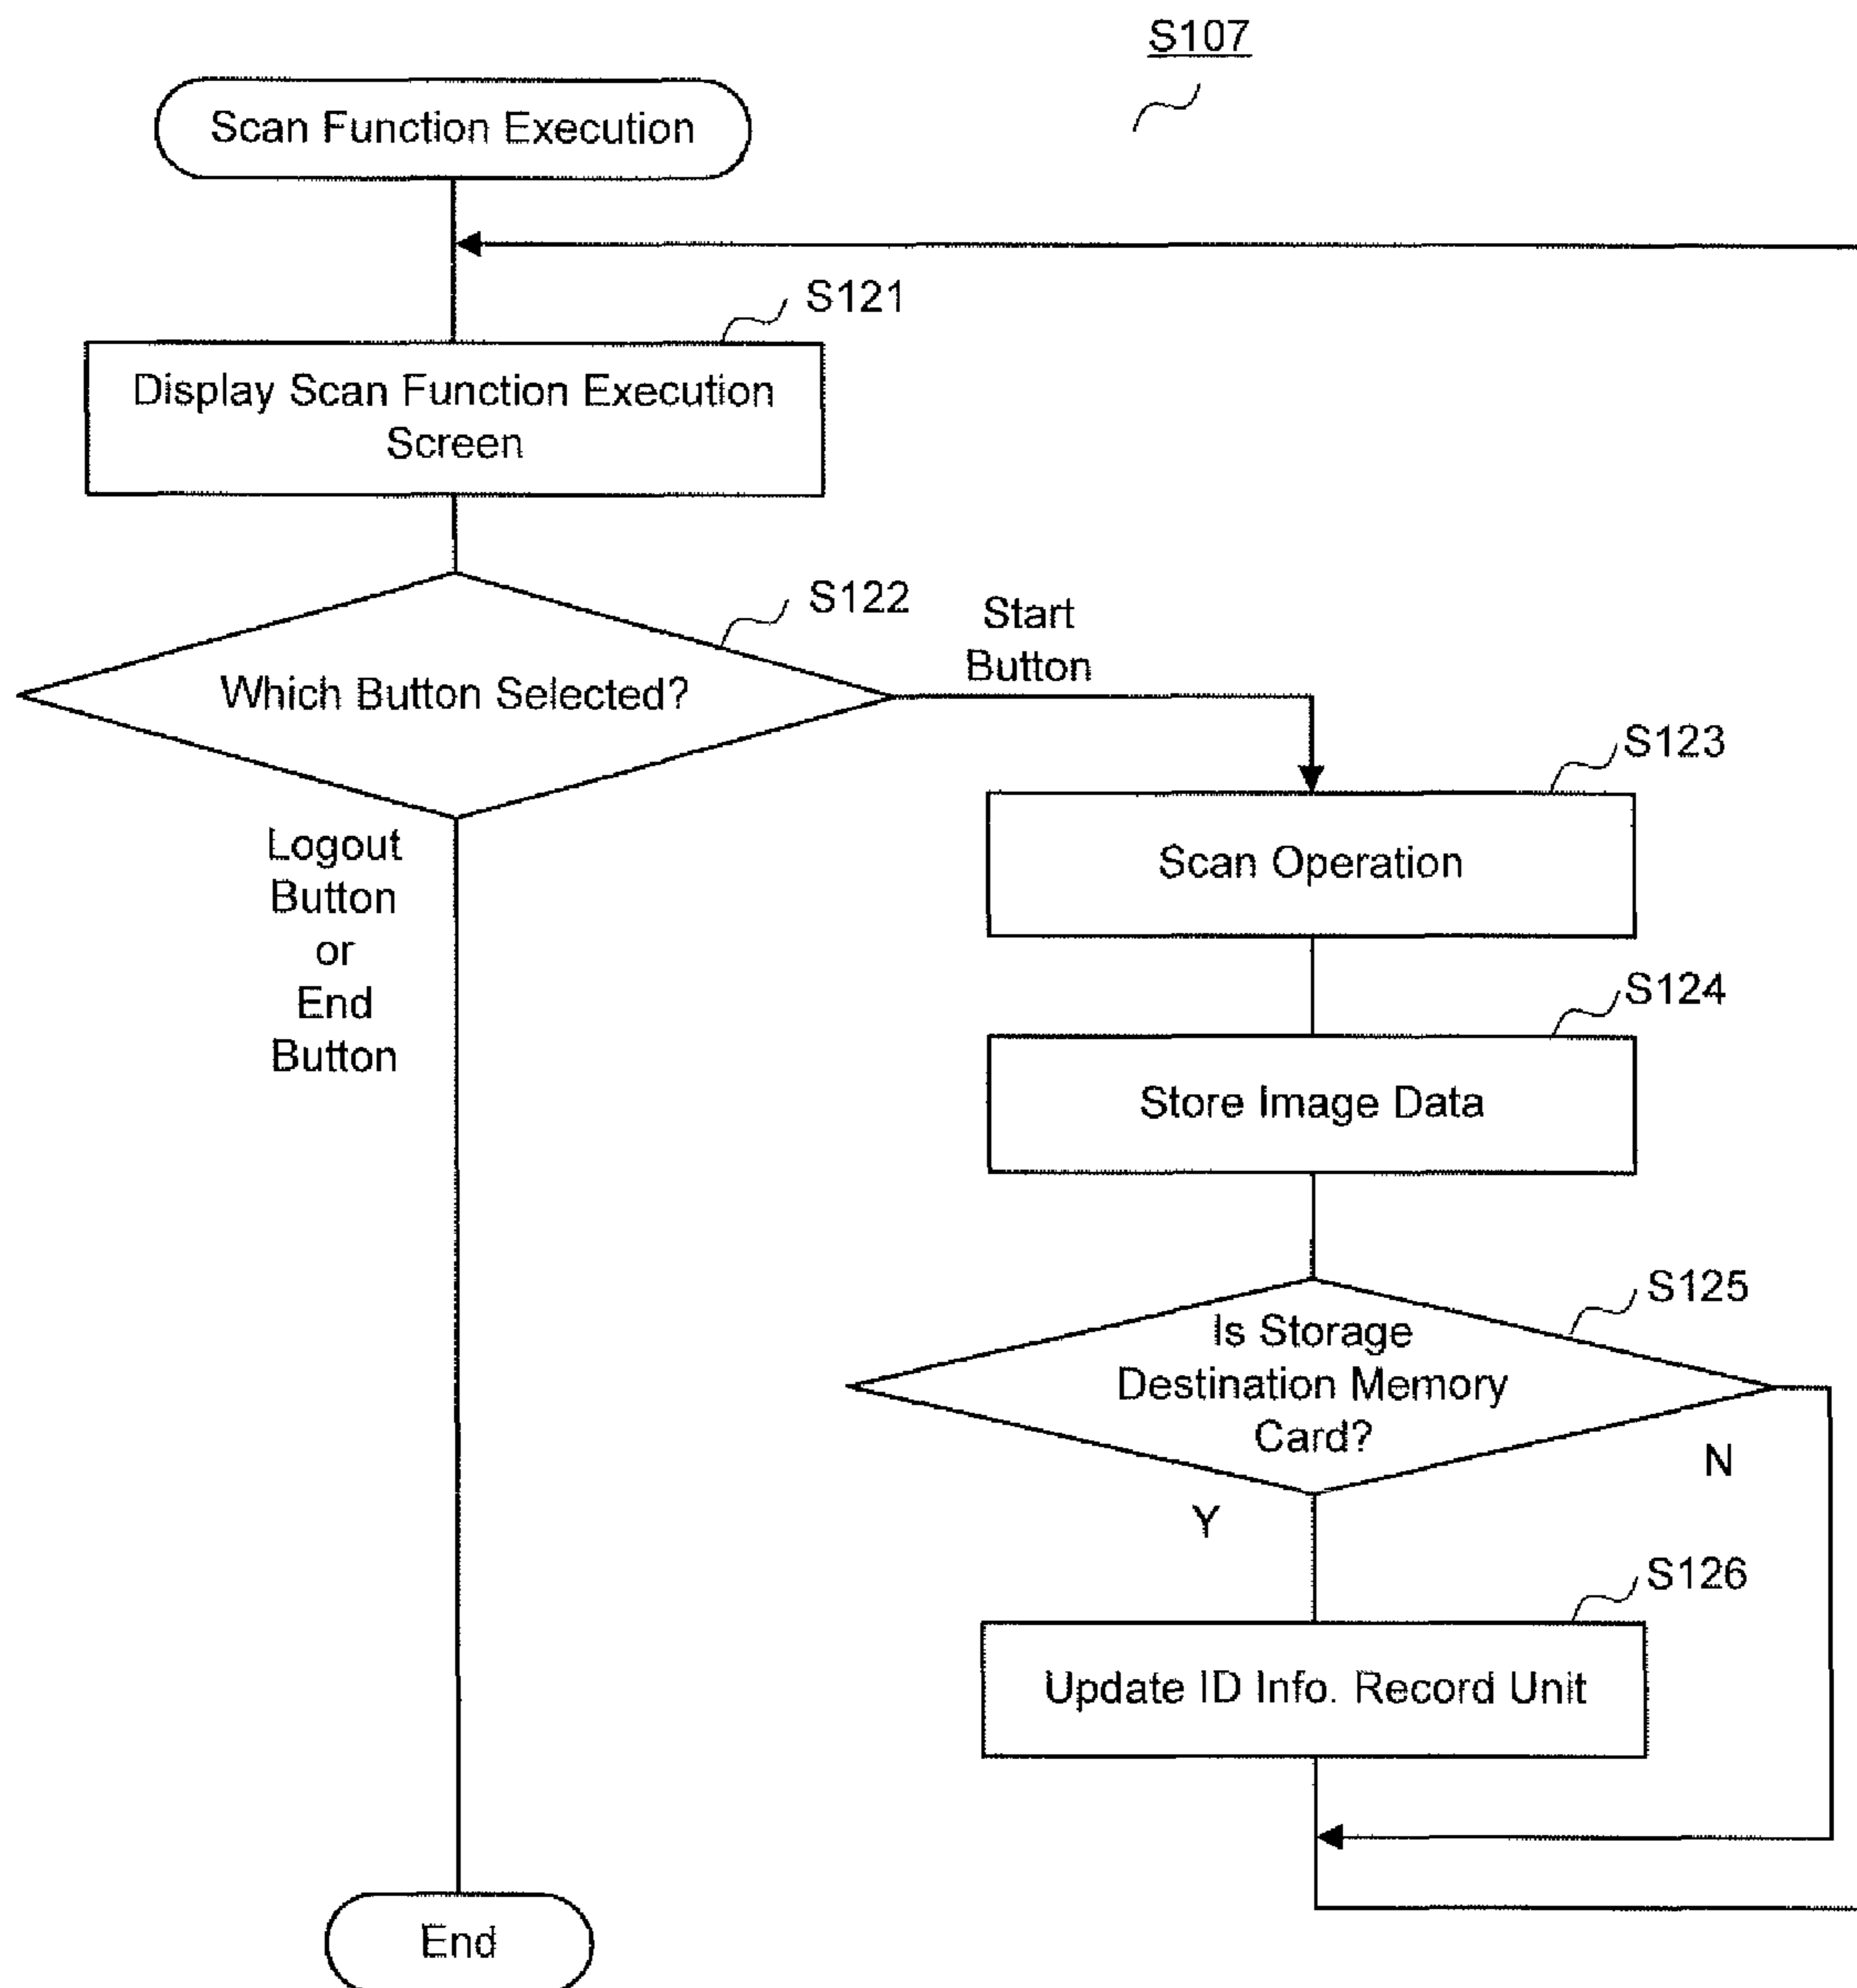 S107
Scan Function Execution
S121
Display Scan Function Execution
Screen
S122
Which Button Selected?
Start
Button
S123
Scan Operation
Logout
Button
or
End
Button
S124
Store Image Data
S125
Is Storage
Destination Memory
Card?
N
Y
S126
Update ID Info. Record Unit
End